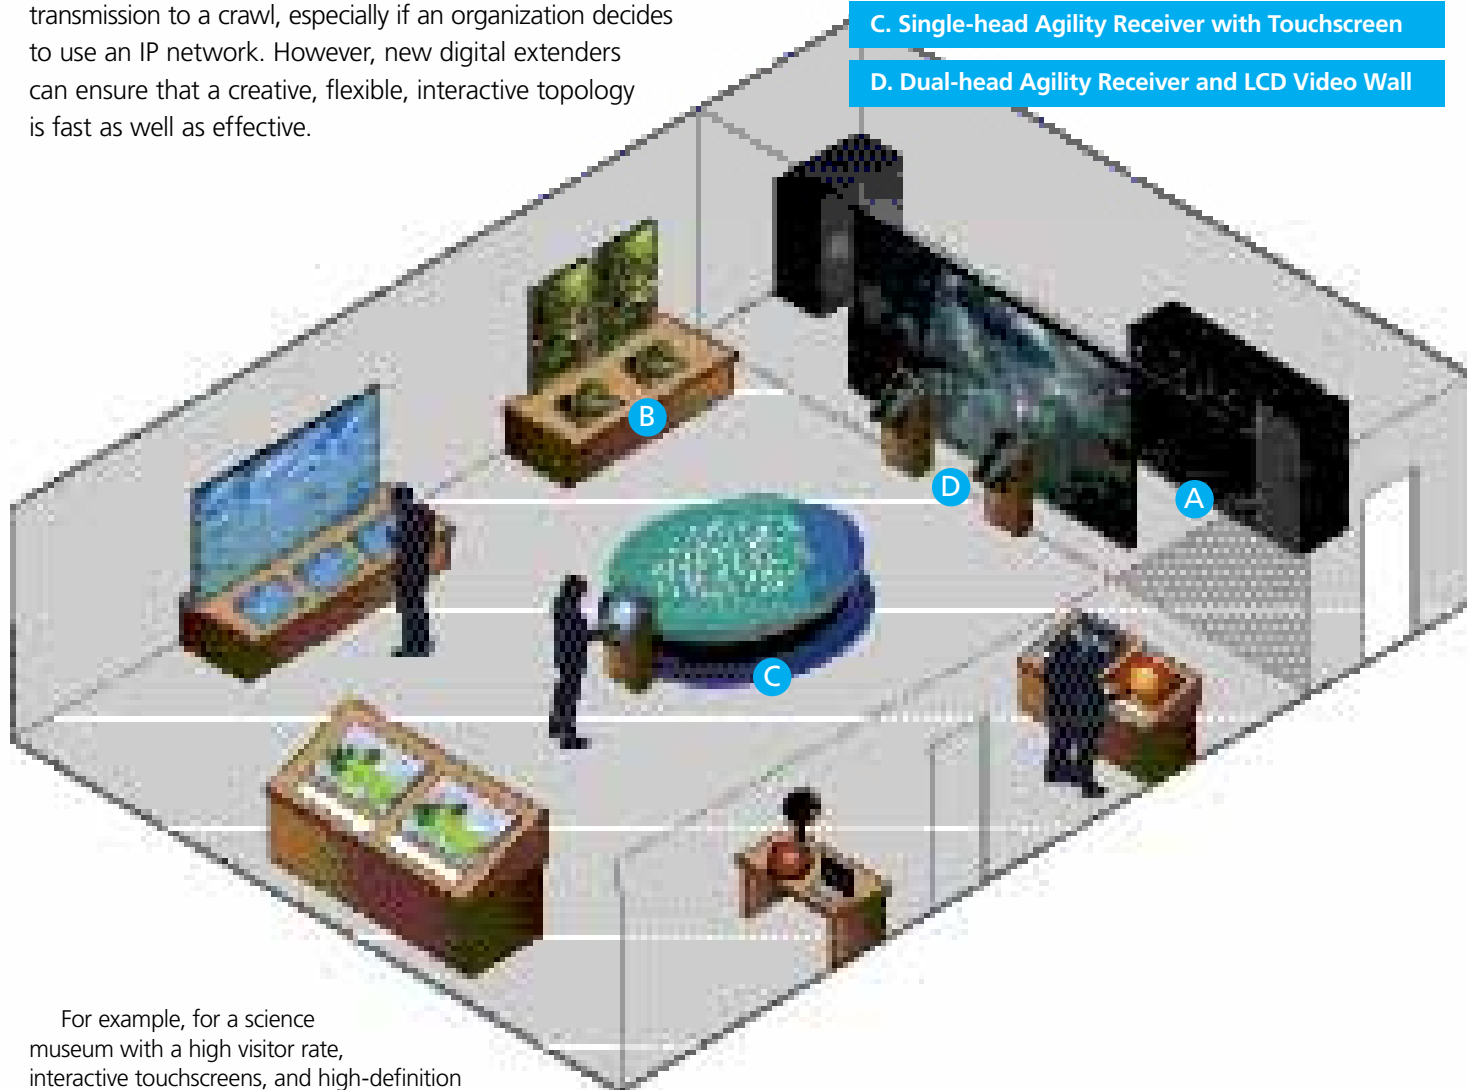 transmission to a crawl, especially if an organization decides
to use an IP network. However, new digital extenders
can ensure that a creative, flexible, interactive topology
is fast as well as effective.
C. Single-head Agility Receiver with Touchscreen
D. Dual-head Agility Receiver and LCD Video Wall
B
D
A
C
For example, for a science
museum with a high visitor rate,
interactive touchscreens, and high-definition